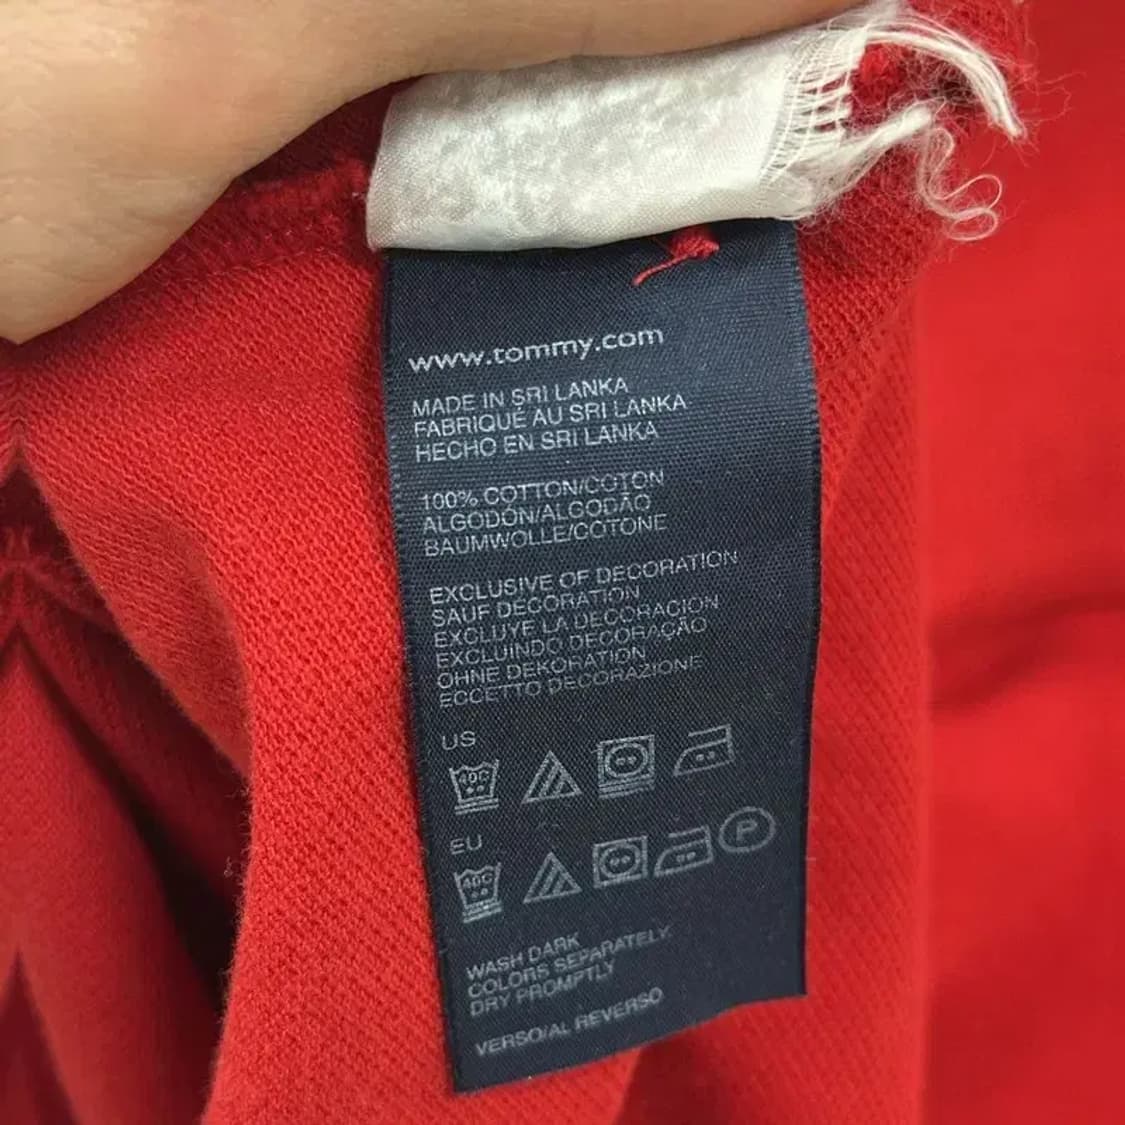 www.tommy.com
MADE IN SRI LANKA
FABRIQUÉ AU SRI LANKA
HECHO EN SRI LANKA
100% COTTON/COTON
ALGODÓN/ALGODÃO
BAUMWOLLE/COTONE
EXCLUSIVE OF DECORATION
SAUF DÉCORATION
EXCLUYE LA DECORACION
EXCLUINDO DECORAÇÃO
OHNE DEKORATION
ECCETTO DECORAZIONE
US
40C
EU
40C
P
WASH DARK
COLORS SEPARATELY.
DRY PROMPTLY
VERSO/AL REVERSO